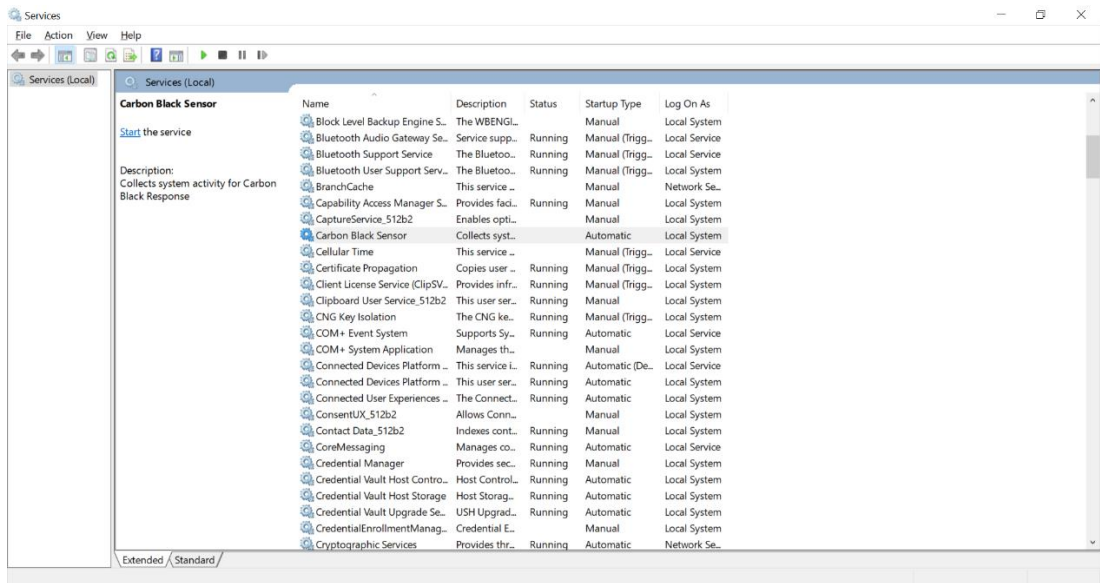 Services
File Action View Help
Services (Local)
Services (Local)
Carbon Black Sensor
Start the service
Description:
Collects system activity for Carbon
Black Response
Name Description Status Startup Type Log On As
Block Level Backup Engine S... The WBENGI... Manual Local System
Bluetooth Audio Gateway Se... Service supp... Running Manual (Trigg... Local Service
Bluetooth Support Service The Bluetoo... Running Manual (Trigg... Local Service
Bluetooth User Support Serv... The Bluetoo... Running Manual (Trigg... Local System
BranchCache This service ... Manual Network Se...
Capability Access Manager S... Provides faci... Running Manual Local System
CaptureService_512b2 Enables opti... Manual Local System
Carbon Black Sensor Collects syst... Automatic Local System
Cellular Time This service ... Manual (Trigg... Local Service
Certificate Propagation Copies user ... Running Manual (Trigg... Local System
Client License Service (ClipSV... Provides infr... Running Manual (Trigg... Local System
Clipboard User Service_512b2 This user ser... Running Manual Local System
CNG Key Isolation The CNG ke... Running Manual (Trigg... Local System
COM+ Event System Supports Sy... Running Automatic Local Service
COM+ System Application Manages th... Manual Local System
Connected Devices Platform ... This service i... Running Automatic (De... Local Service
Connected Devices Platform ... This user ser... Running Automatic Local System
Connected User Experiences ... The Connect... Running Automatic Local System
ConsentUX_512b2 Allows Conn... Manual Local System
Contact Data_512b2 Indexes cont... Running Manual Local System
CoreMessaging Manages co... Running Automatic Local Service
Credential Manager Provides sec... Running Manual Local System
Credential Vault Host Contro... Host Control... Running Automatic Local System
Credential Vault Host Storage Host Storag... Running Automatic Local System
Credential Vault Upgrade Se... USH Upgrad... Running Automatic Local System
CredentialEnrollmentManag... Credential E... Manual Local System
Cryptographic Services Provides thr... Running Automatic Network Se...
Extended Standard